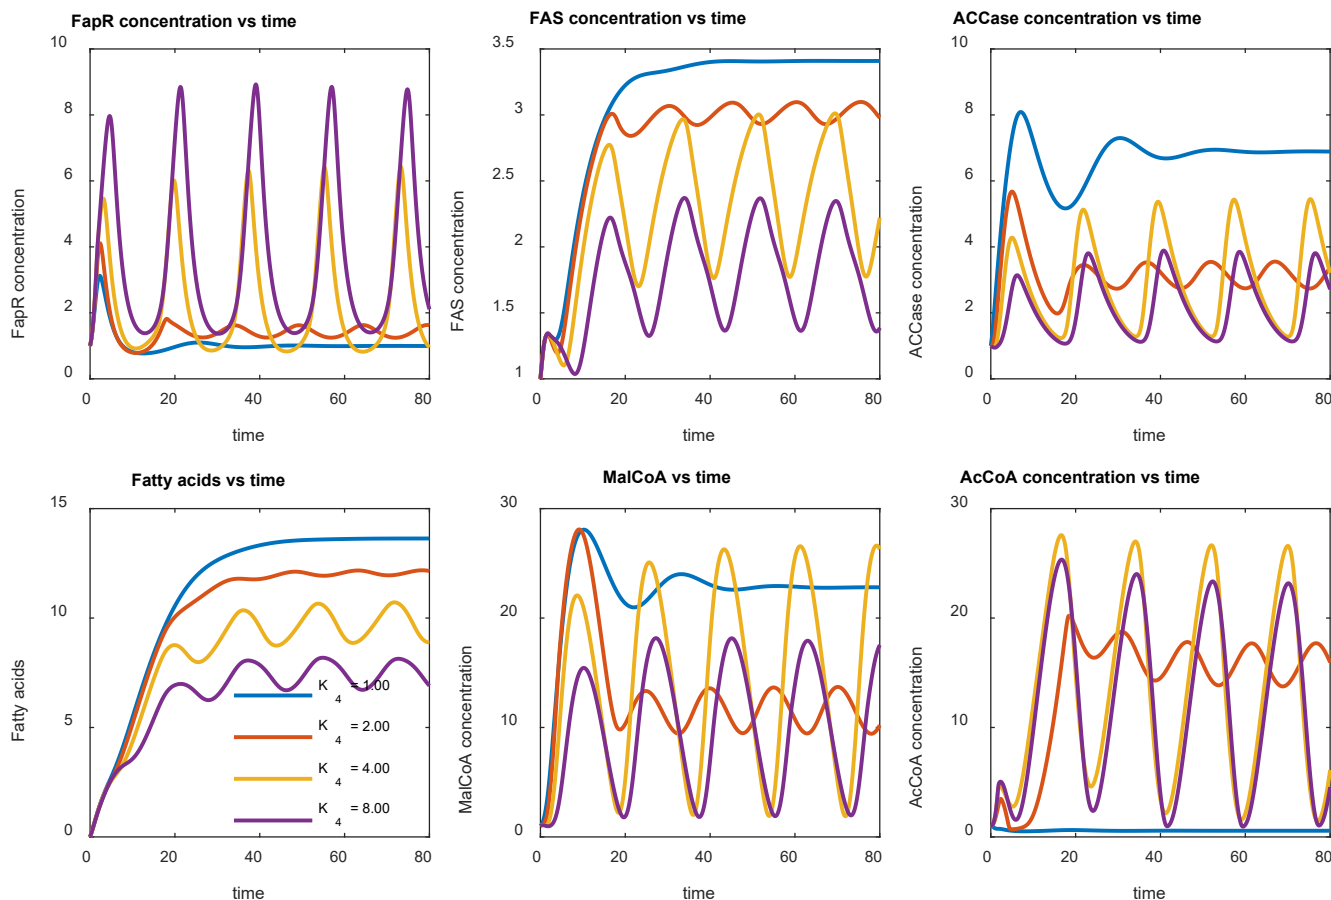 FapR concentration vs time
FAS concentration vs time
ACCase concentration vs time
10
8
6
4
2
0
FapR concentration
0 20 40 60 80
time
3.5
3
2.5
2
1.5
1
FAS concentration
0 20 40 60 80
time
10
8
6
4
2
0
ACCase concentration
0 20 40 60 80
time
Fatty acids vs time
MalCoA vs time
AcCoA concentration vs time
15
10
5
0
Fatty acids
K4 = 1.00
K4 = 2.00
K4 = 4.00
K4 = 8.00
0 20 40 60 80
time
30
20
10
0
MalCoA concentration
0 20 40 60 80
time
30
20
10
0
AcCoA concentration
0 20 40 60 80
time